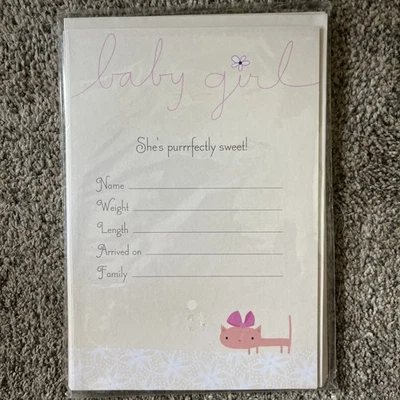 baby girl
She's purrrfectly sweet!
Name
Weight
Length
Arrived on
Family